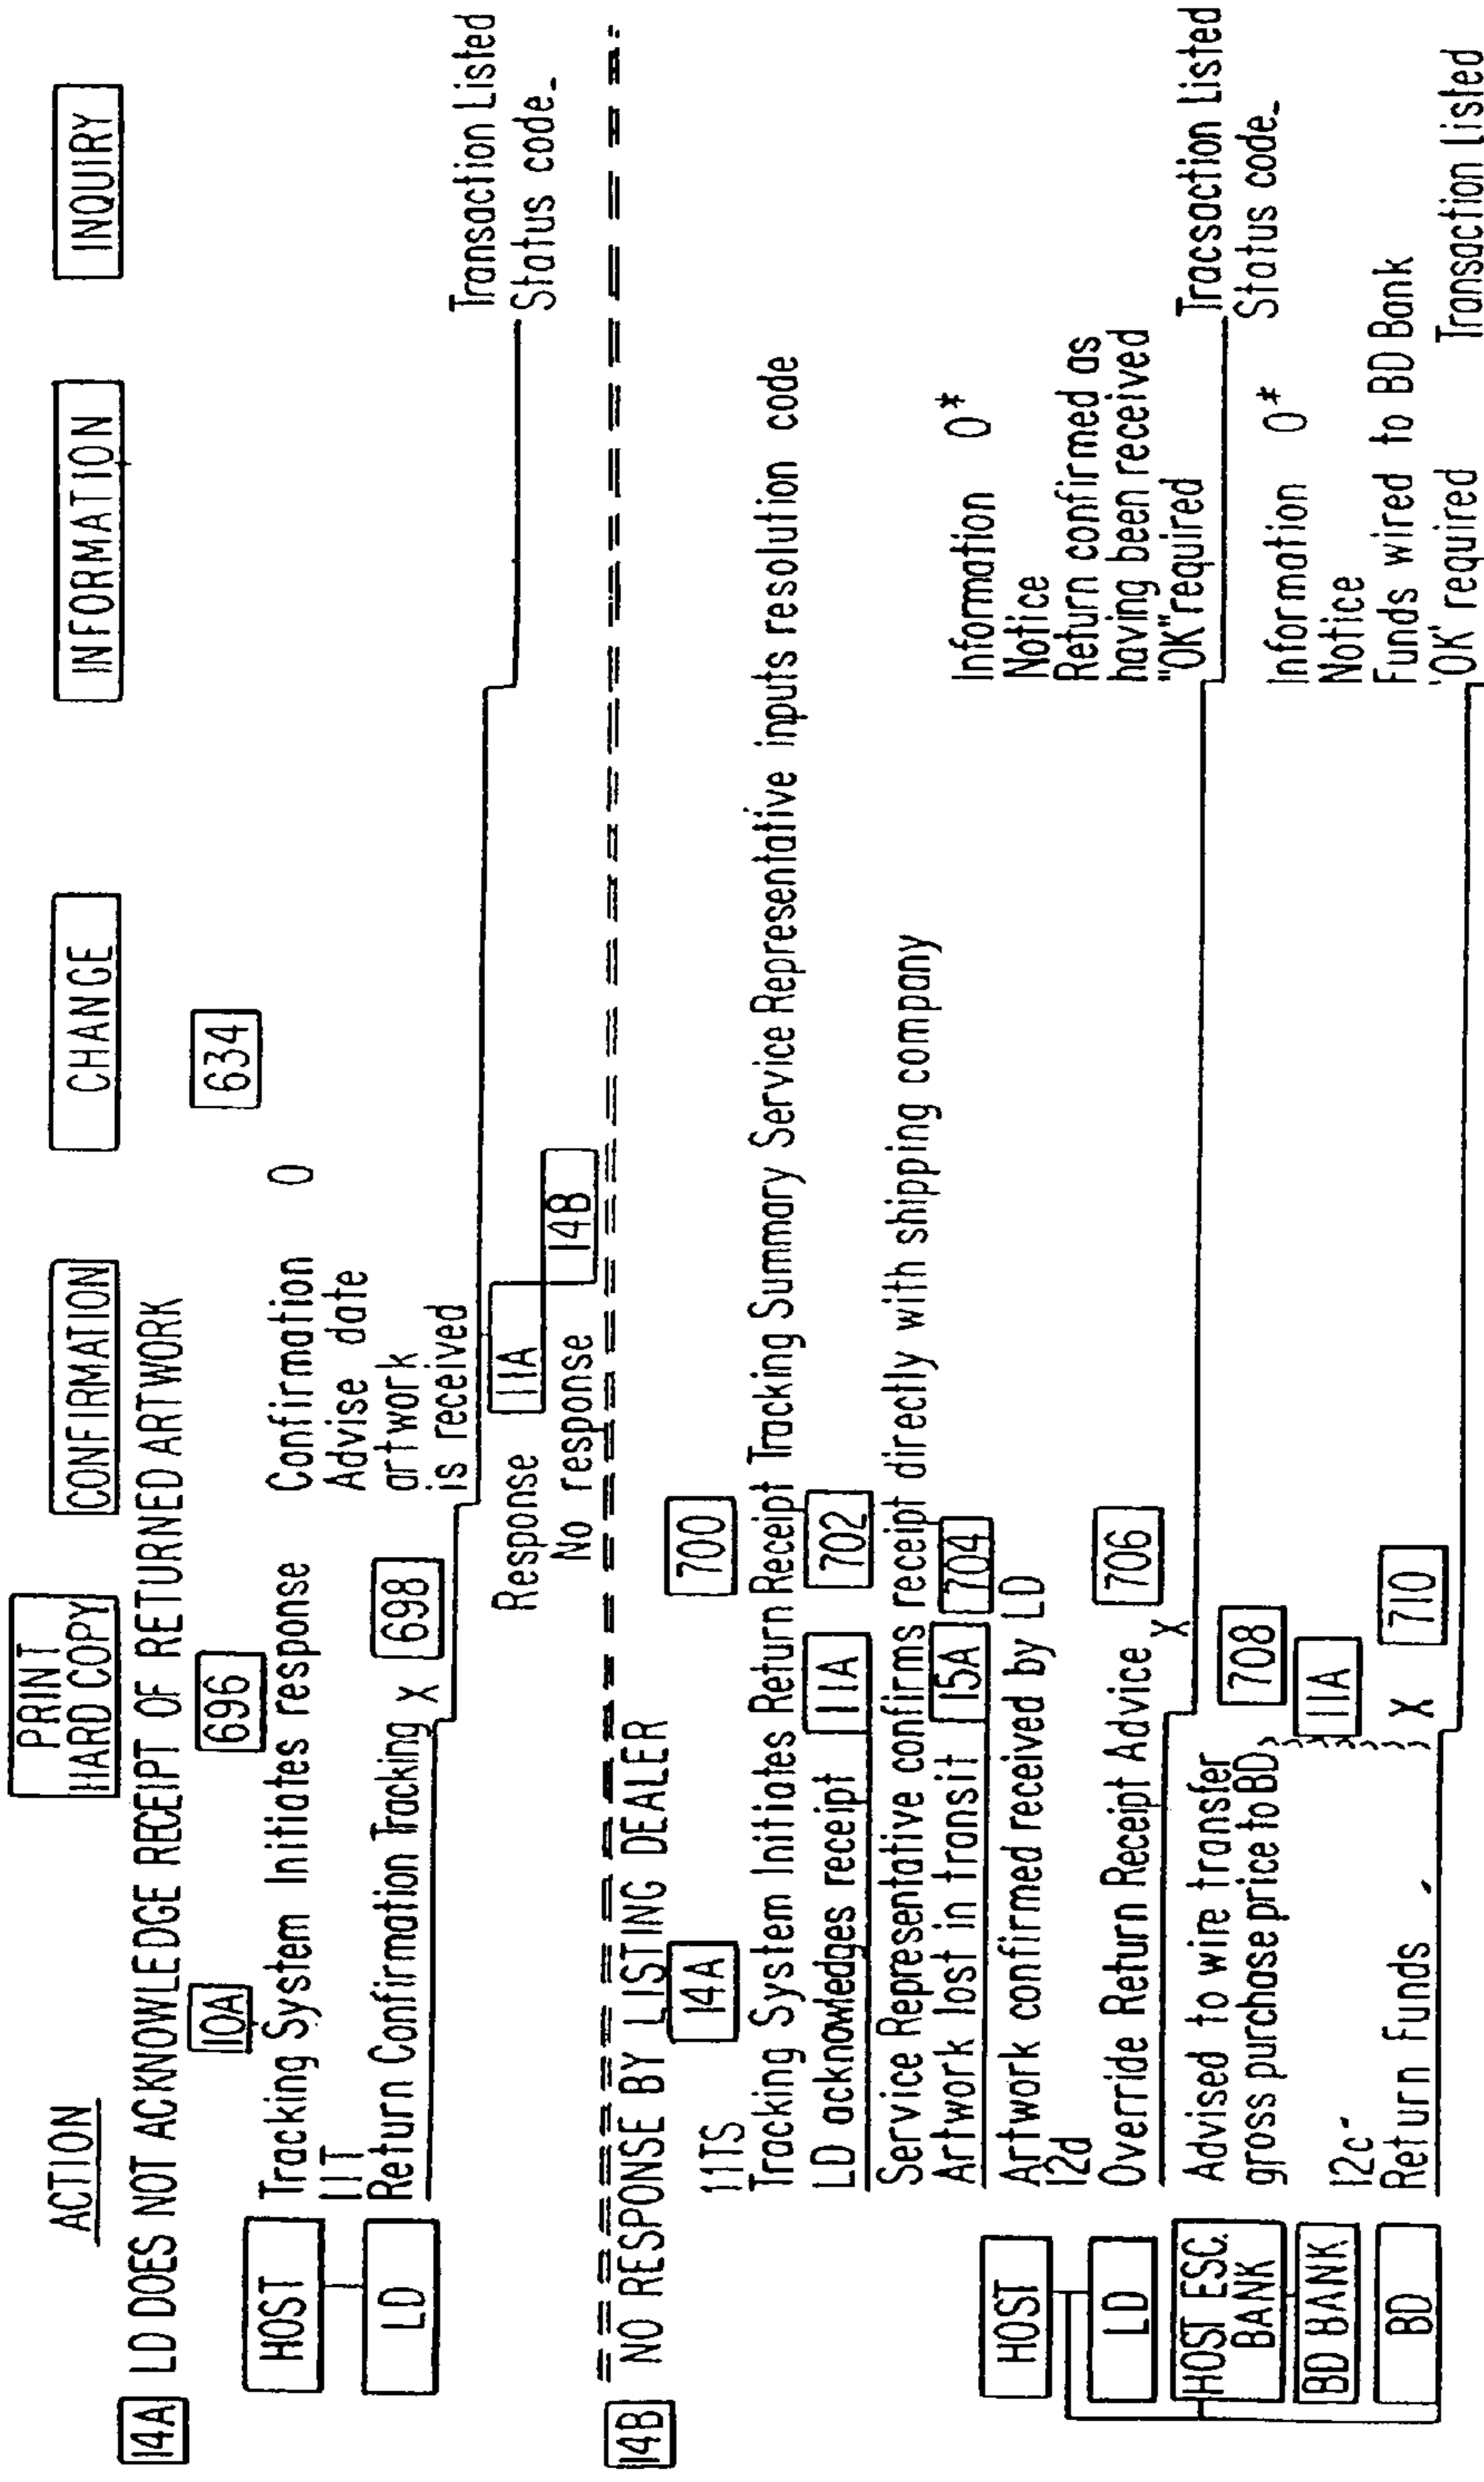 ACTION
PRINT
HARD COPY
CONFIRMATION
CHANGE
INFORMATION
INQUIRY
14A LD DOES NOT ACKNOWLEDGE RECEIPT OF RETURNED ARTWORK
10A 696 634
HOST
Tracking System Initiates response
11T
Confirmation O
Advise date
artwork
is received
LD
Return Confirmation Tracking X 698
Transaction Listed
Status code
Response 11A
No response 14B
14B NO RESPONSE BY LISTING DEALER
11TS 14A 700
Tracking System Initiates Return Receipt Tracking Summary Service Representative inputs resolution code
LD acknowledges receipt 11A 702
Service Representative confirms receipt directly with shipping company
Artwork lost in transit 15A 704
HOST
Artwork confirmed received by LD
12d
Information O*
Notice
Return confirmed as
having been received
"OK" required
LD
Override Return Receipt Advice X 706
Tracsaction Listed
Status code
HOST ESC.
BANK
Advised to wire transfer
gross purchase price to BD
708
BD BANK
12c
11A
Information O*
Notice
Funds wired to BD Bank
'OK' required
BD
Return Funds X 710
Transaction Listed